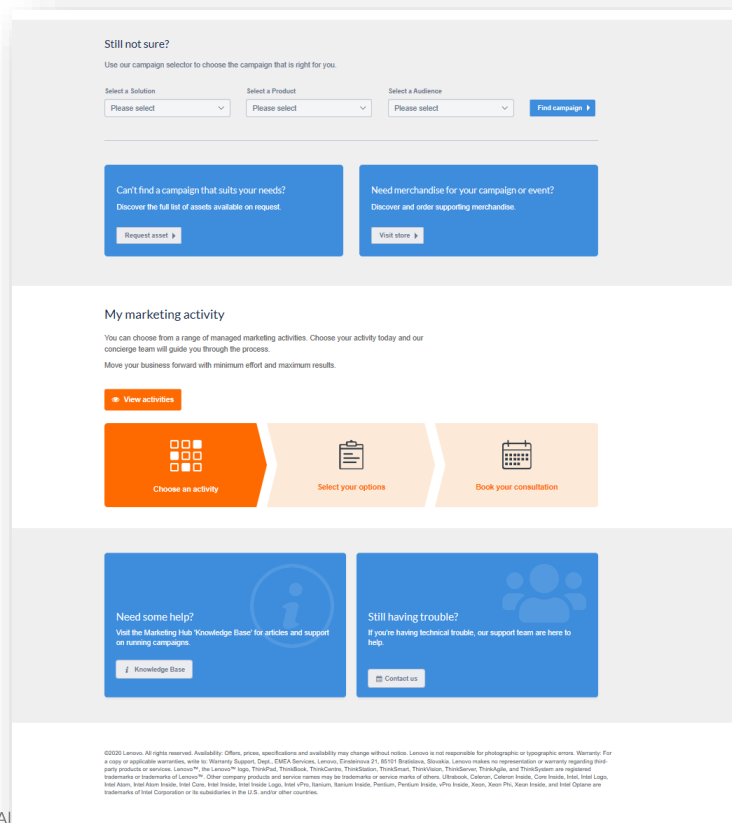 Still not sure?
Use our campaign selector to choose the campaign that is right for you.
Select a Solution
Select a Product
Select a Audience
Please select
Please select
Please select
Find campaign
Can't find a campaign that suits your needs?
Discover the full list of assets available on request.
Request asset
Need merchandise for your campaign or event?
Discover and order supporting merchandise.
Visit store
My marketing activity
You can choose from a range of managed marketing activities. Choose your activity today and our
concierge team will guide you through the process.
Move your business forward with minimum effort and maximum results.
View activities
Choose an activity
Select your options
Book your consultation
Need some help?
Visit the Marketing Hub 'Knowledge Base' for articles and support
on running campaigns.
Knowledge Base
Still having trouble?
If you're having technical trouble, our support team are here to
help.
Contact us
©2020 Lenovo. All rights reserved. Availability: Offers, prices, specifications and availability may change without notice. Lenovo is not responsible for photographic or typographic errors. Warranty: For
a copy or applicable warranties, write to: Warranty Support, Dept., EMEA Services, Lenovo, Einsteinova 21, 85101 Bratislava, Slovakia. Lenovo makes no representation or warranty regarding third-
party products or services. Lenovo™, the Lenovo™ logo, ThinkPad, ThinkBook, ThinkCentre, ThinkStation, ThinkSmart, ThinkVision, ThinkServer, ThinkAgile, and ThinkSystem are registered
trademarks or trademarks of Lenovo™. Other company products and service names may be trademarks or service marks of others. Ultrabook, Celeron, Celeron Inside, Core Inside, Intel, Intel Logo,
Intel Atom, Intel Atom Inside, Intel Core, Intel Inside, Intel Inside Logo, Intel vPro, Itanium, Itanium Inside, Pentium, Pentium Inside, vPro Inside, Xeon, Xeon Phi, Xeon Inside, and Intel Optane are
trademarks of Intel Corporation or its subsidiaries in the U.S. and/or other countries.